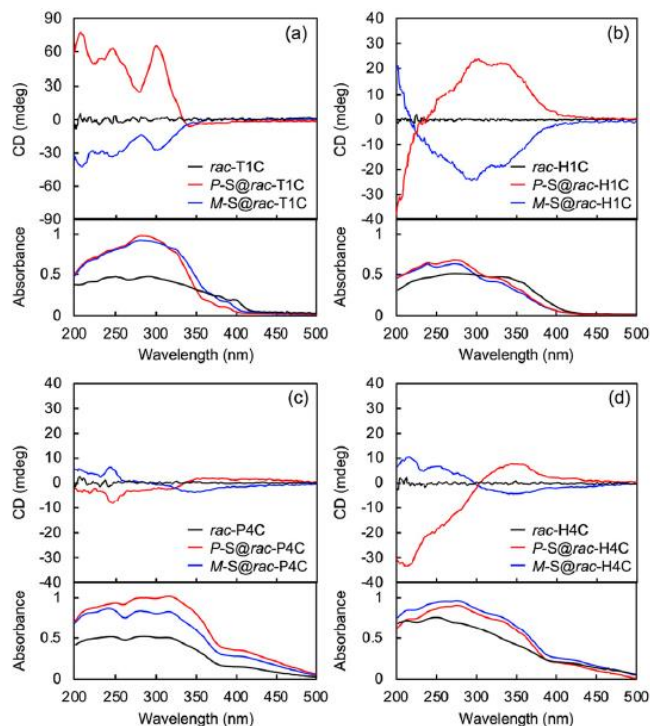 90
60
30
0
30
60
90
CD (mdeg)
(a)
rac-T1C
P-S@rac-T1C
M-S@rac-T1C
1
0.5
0
Absorbance
200 250 300 350 400 450 500
Wavelength (nm)
40
30
20
10
0
-10
-20
-30
-40
CD (mdeg)
(b)
rac-H1C
P-S@rac-H1C
M-S@rac-H1C
1
0.5
0
Absorbance
200 250 300 350 400 450 500
Wavelength (nm)
40
30
20
10
0
-10
-20
-30
-40
CD (mdeg)
(c)
rac-P4C
P-S@rac-P4C
M-S@rac-P4C
1
0.5
0
Absorbance
200 250 300 350 400 450 500
Wavelength (nm)
40
30
20
10
0
-10
-20
-30
-40
CD (mdeg)
(d)
rac-H4C
P-S@rac-H4C
M-S@rac-H4C
1
0.5
0
Absorbance
200 250 300 350 400 450 500
Wavelength (nm)